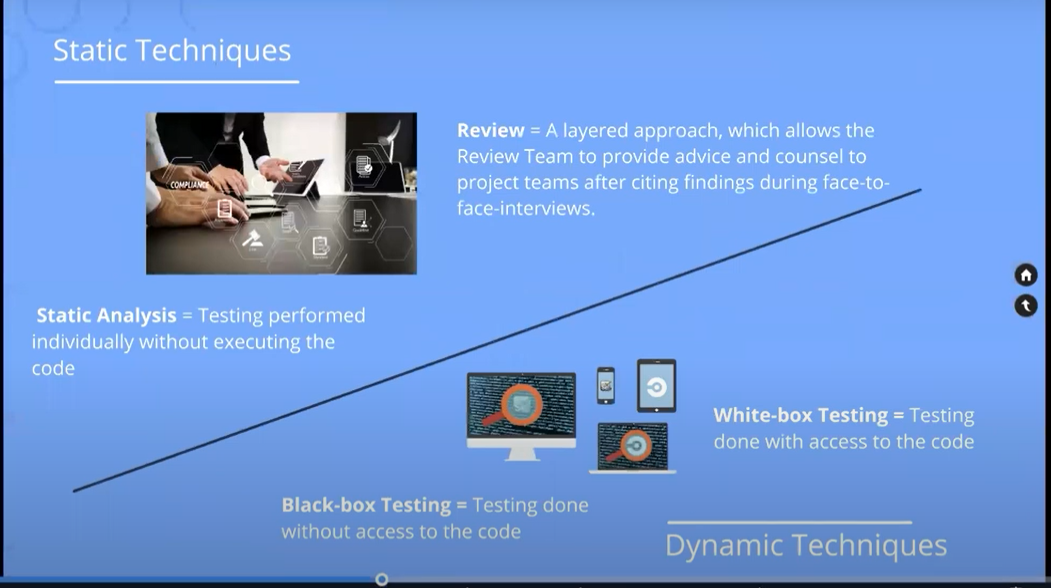 Static Techniques
Review = A layered approach, which allows the
Review Team to provide advice and counsel to
project teams after citing findings during face-to-
face-interviews.
COMPLIANCE
Static Analysis = Testing performed
individually without executing the
code
White-box Testing = Testing
done with access to the code
Black-box Testing = Testing done
without access to the code
Dynamic Techniques